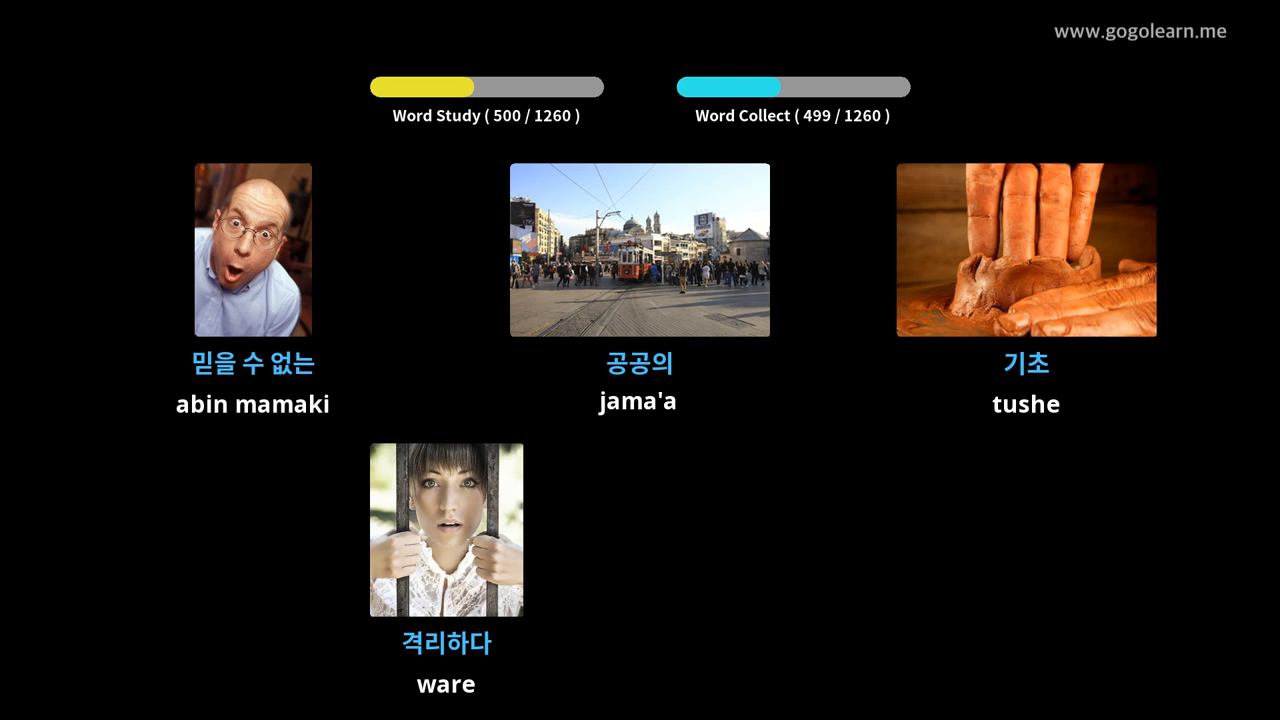 www.gogolearn.me
Word Study ( 500 / 1260 )
Word Collect ( 499 / 1260 )
믿을 수 없는
abin mamaki
공공의
jama'a
기초
tushe
격리하다
ware